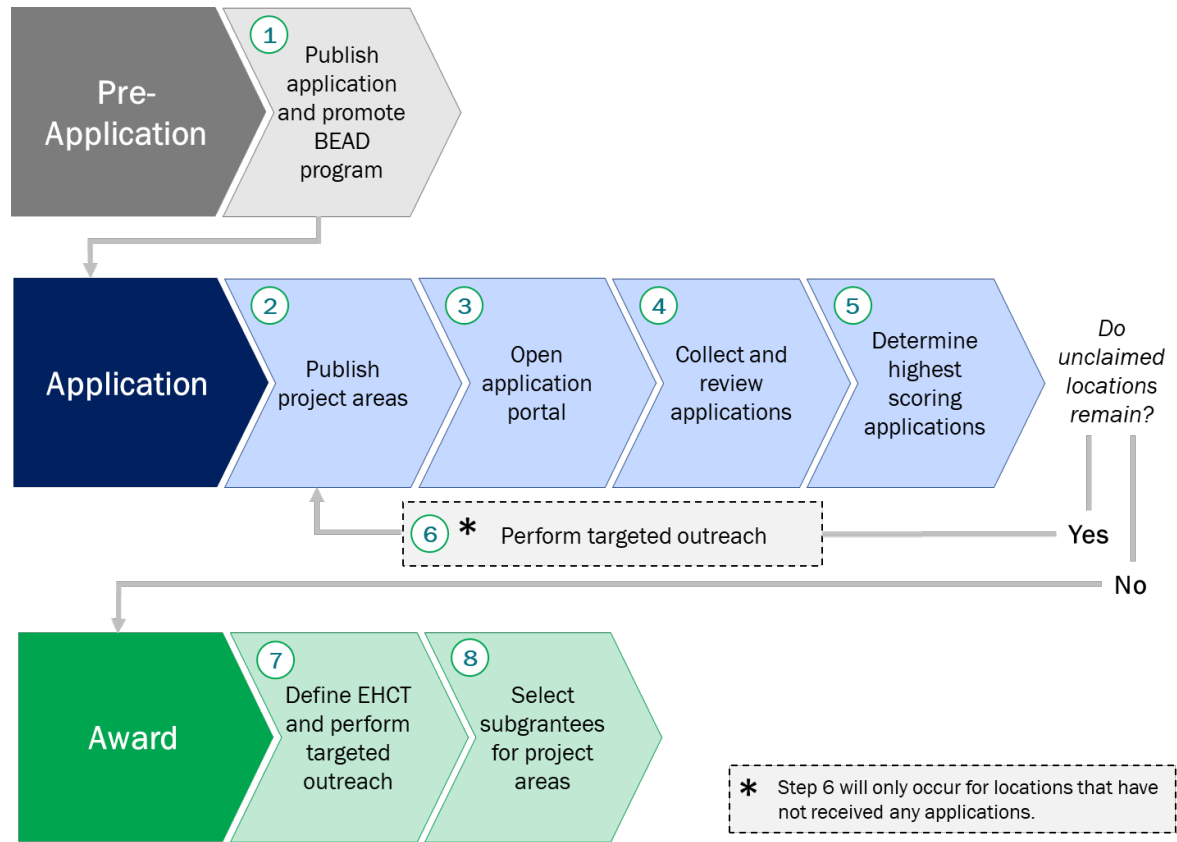 Pre-
Application
1
Publish
application
and promote
BEAD
program
Application
2
Publish
project areas
3
Open
application
portal
4
Collect and
review
applications
5
Determine
highest
scoring
applications
Do
unclaimed
locations
remain?
6 * Perform targeted outreach
Yes
No
Award
7
Define EHCT
and perform
targeted
outreach
8
Select
subgrantees
for project
areas
* Step 6 will only occur for locations that have
not received any applications.